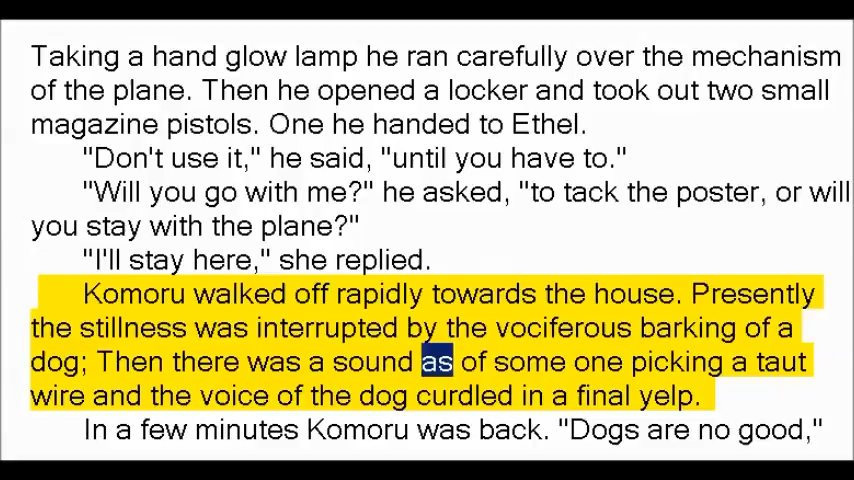 Taking a hand glow lamp he ran carefully over the mechanism
of the plane. Then he opened a locker and took out two small
magazine pistols. One he handed to Ethel.
"Don't use it," he said, "until you have to."
"Will you go with me?" he asked, "to tack the poster, or will
you stay with the plane?"
"I'll stay here," she replied.
Komoru walked off rapidly towards the house. Presently
the stillness was interrupted by the vociferous barking of a
dog; Then there was a sound as of some one picking a taut
wire and the voice of the dog curdled in a final yelp.
In a few minutes Komoru was back. "Dogs are no good,"